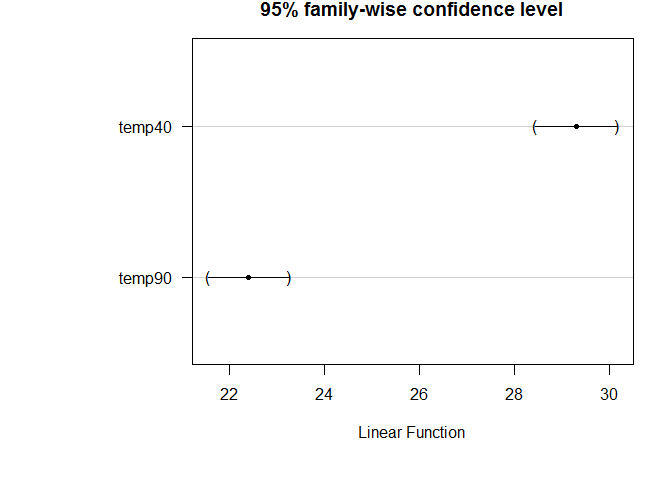 95% family-wise confidence level
temp40
temp90
22 24 26 28 30
Linear Function